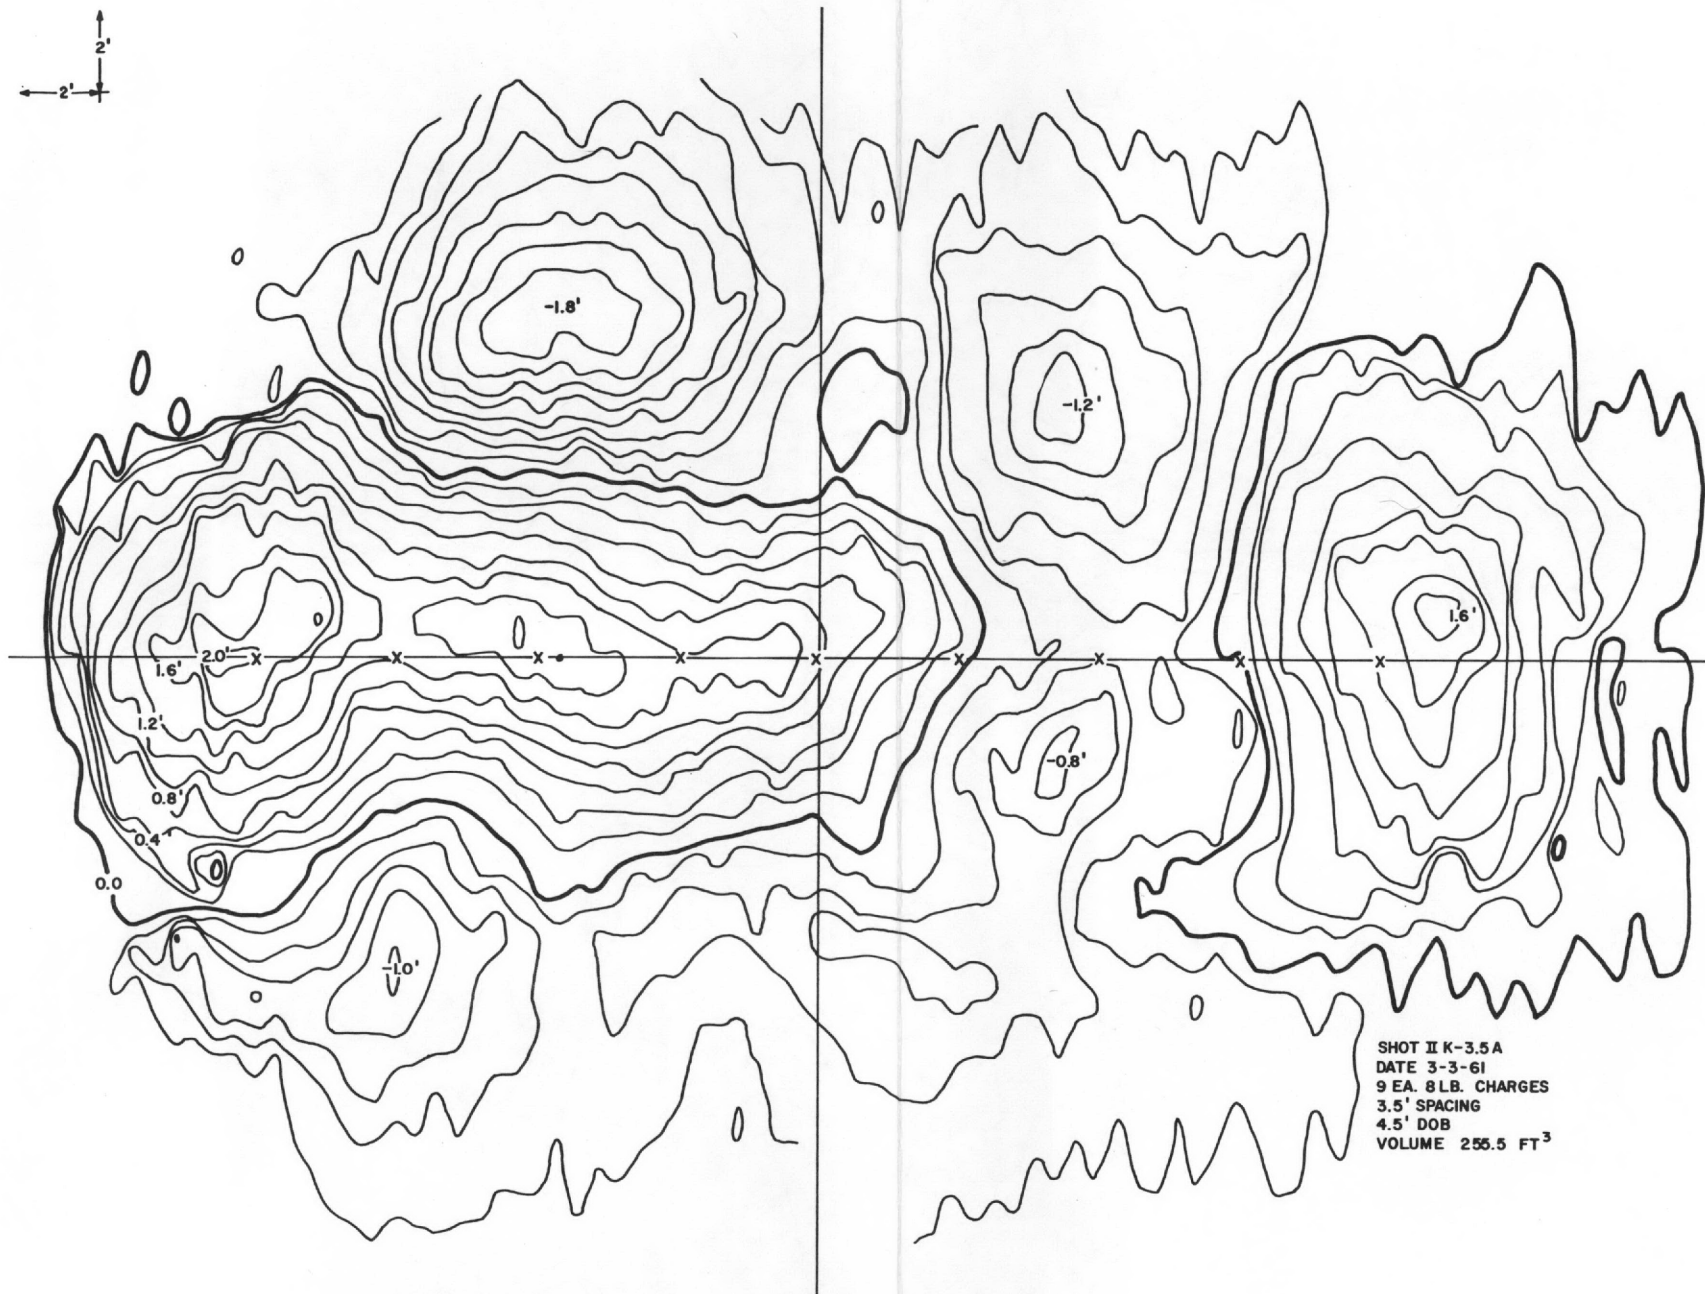 2'
2'
-1.8'
-1.2'
1.6'
2.0'
1.6'
1.2'
-0.8'
0.8'
0.4'
0.0
-1.0'
x x x x x x x x x
SHOT II K-3.5A
DATE 3-3-61
9 EA. 8 LB. CHARGES
3.5' SPACING
4.5' DOB
VOLUME 255.5 FT³